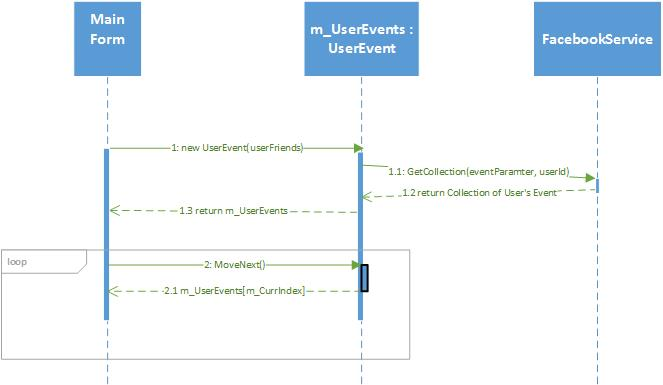 Main
Form
m_UserEvents :
UserEvent
FacebookService
1: new UserEvent(userFriends)
1.1: GetCollection(eventParamter, userId)
1.2 return Collection of User's Event
1.3 return m_UserEvents
loop
2: MoveNext()
2.1 m_UserEvents[m_CurrIndex]